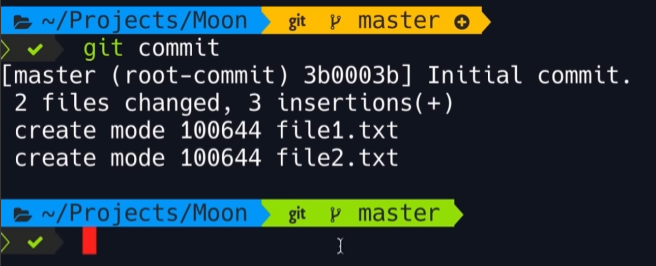 ~/Projects/Moon git master
git commit
[master (root-commit) 3b0003b] Initial commit.
2 files changed, 3 insertions(+)
create mode 100644 file1.txt
create mode 100644 file2.txt
~/Projects/Moon git master